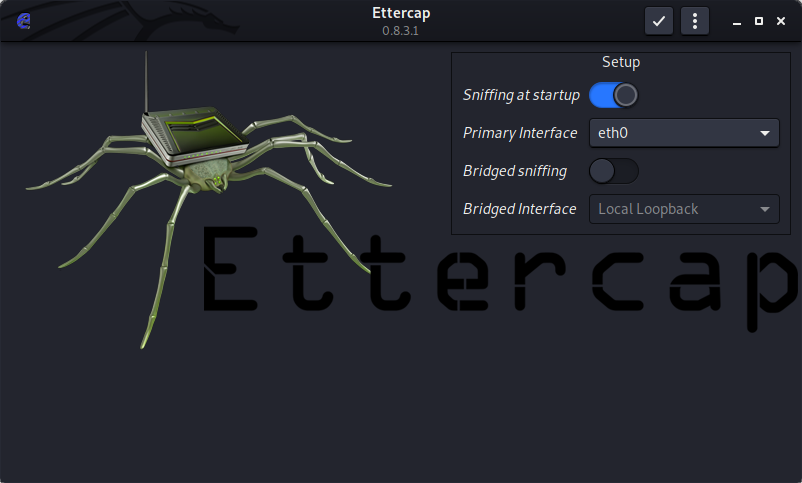 Ettercap
0.8.3.1
Setup
Sniffing at startup
Primary Interface eth0
Bridged sniffing
Bridged Interface Local Loopback
Ettercap